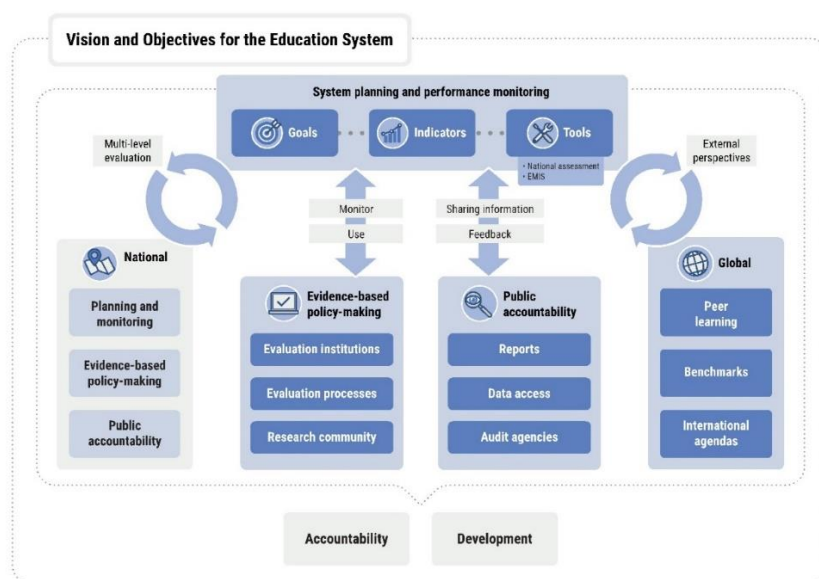 Vision and Objectives for the Education System
System planning and performance monitoring
Goals
Indicators
Tools
• National assessment
• EMIS
Multi-level
evaluation
External
perspectives
Monitor
Use
Sharing information
Feedback
National
Planning and
monitoring
Evidence-based
policy-making
Public
accountability
Evidence-based
policy-making
Evaluation institutions
Evaluation processes
Research community
Public
accountability
Reports
Data access
Audit agencies
Global
Peer
learning
Benchmarks
International
agendas
Accountability
Development